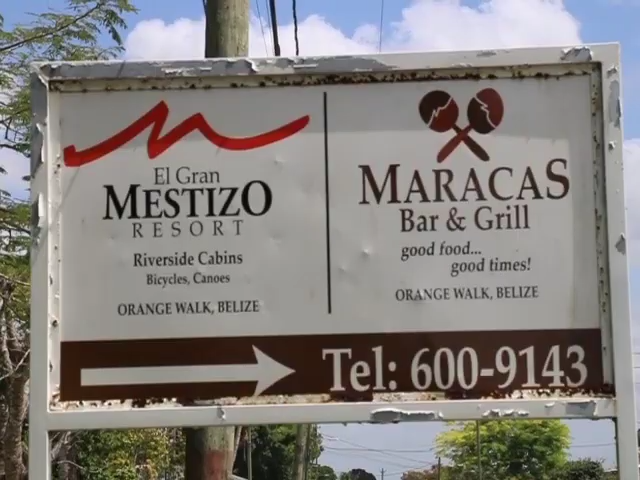 El Gran
MESTIZO
RESORT
Riverside Cabins
Bicycles, Canoes
ORANGE WALK, BELIZE
MARACAS
Bar & Grill
good food...
good times!
ORANGE WALK, BELIZE
Tel: 600-9143